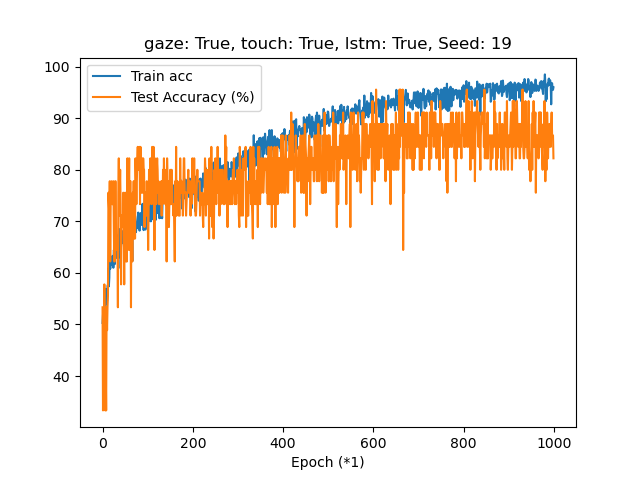 gaze: True, touch: True, lstm: True, Seed: 19
Train acc
Test Accuracy (%)
100
90
80
70
60
50
40
0 200 400 600 800 1000
Epoch (*1)